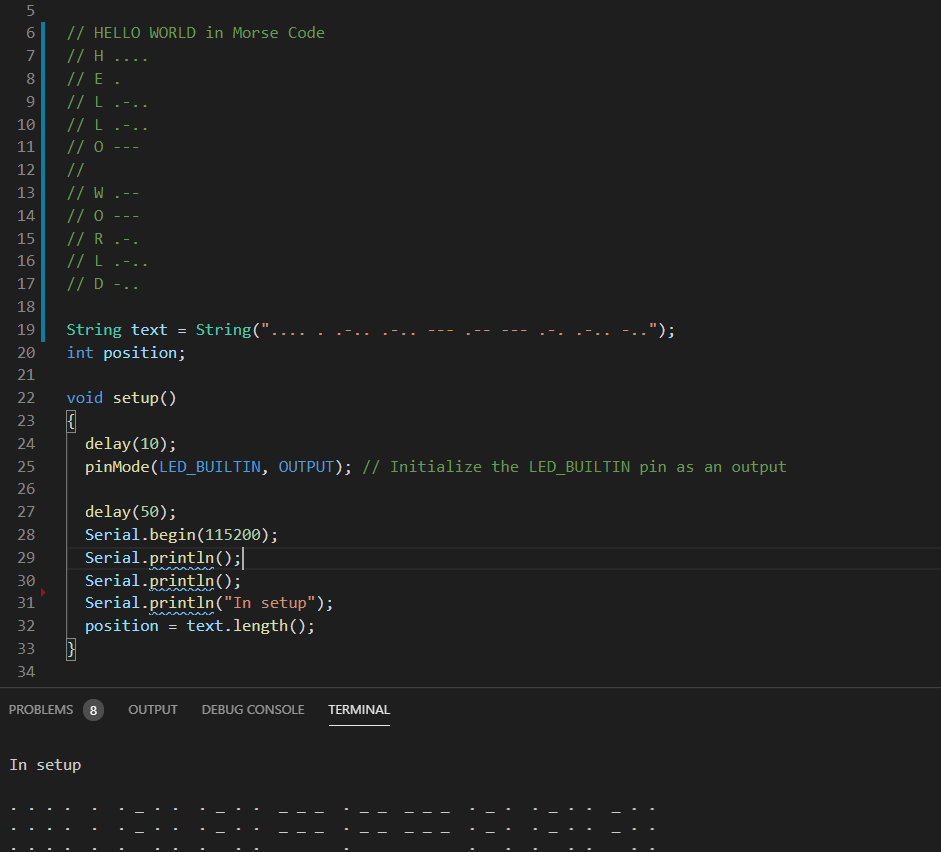 5
6 // HELLO WORLD in Morse Code
7 // H ....
8 // E .
9 // L .-..
10 // L .-..
11 // O ---
12 //
13 // W .--
14 // O ---
15 // R .-.
16 // L .-..
17 // D -..
18
19 String text = String(".... . .-.. .-.. --- .-- --- .-. .-.. -..");
20 int position;
21
22 void setup()
23 {
24 delay(10);
25 pinMode(LED_BUILTIN, OUTPUT); // Initialize the LED_BUILTIN pin as an output
26
27 delay(50);
28 Serial.begin(115200);
29 Serial.println();
30 Serial.println();
31 Serial.println("In setup");
32 position = text.length();
33 }
34
PROBLEMS 8 OUTPUT DEBUG CONSOLE TERMINAL
In setup
. . . . . . _ . . . _ . . _ _ _ . _ _ _ _ _ . _ . . _ . . _ . .
. . . . . . _ . . . _ . . _ _ _ . _ _ _ _ _ . _ . . _ . . _ . .